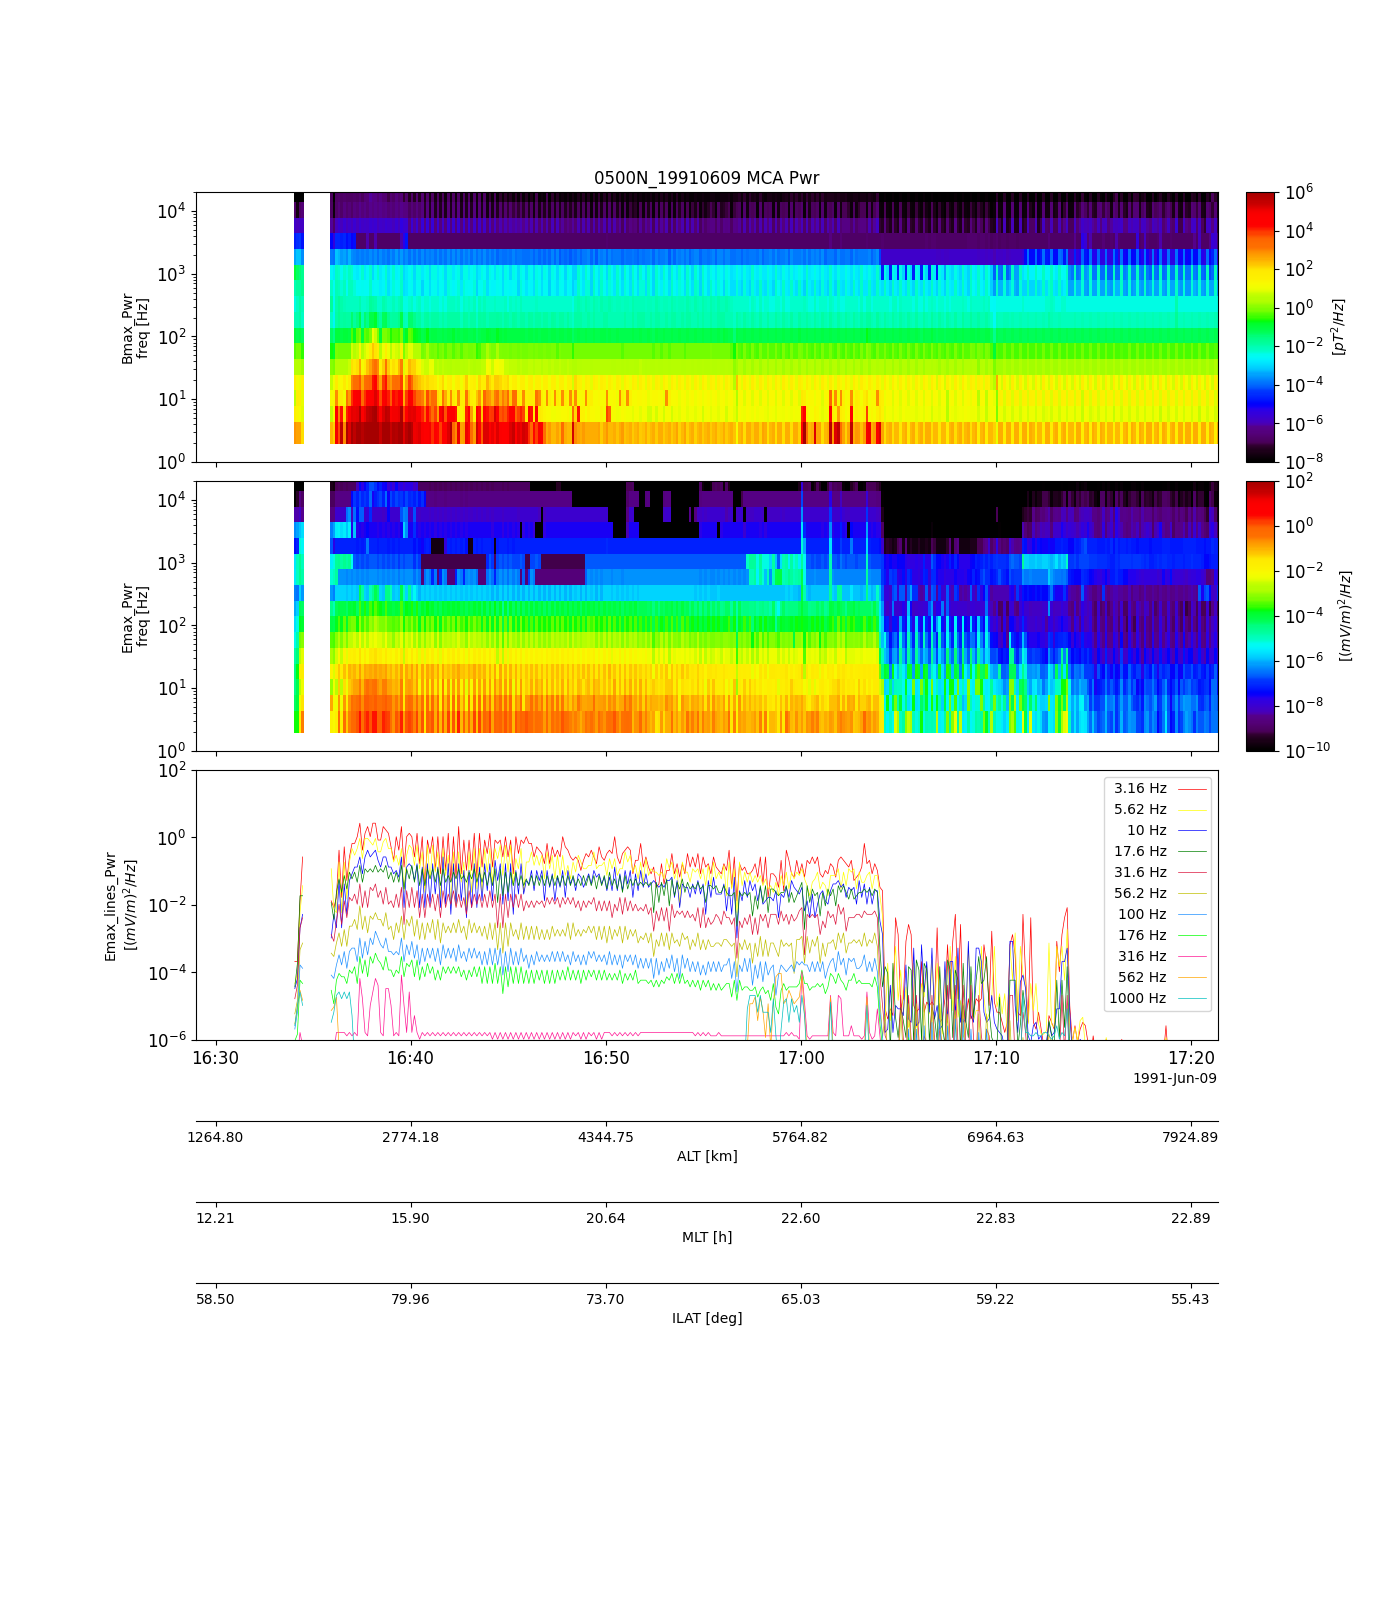 0500N_19910609 MCA Pwr
10^4
10^3
10^2
10^1
10^0
Bmax_Pwr
freq [Hz]
10^6
10^4
10^2
10^0
10^-2
10^-4
10^-6
10^-8
[pT^2/Hz]
10^4
10^3
10^2
10^1
10^0
Emax_Pwr
freq [Hz]
10^2
10^0
10^-2
10^-4
10^-6
10^-8
10^-10
[(mV/m)^2/Hz]
10^2
10^0
10^-2
10^-4
10^-6
Emax_lines_Pwr
[(mV/m)^2/Hz]
3.16 Hz
5.62 Hz
10 Hz
17.6 Hz
31.6 Hz
56.2 Hz
100 Hz
176 Hz
316 Hz
562 Hz
1000 Hz
16:30 16:40 16:50 17:00 17:10 17:20
1991-Jun-09
1264.80 2774.18 4344.75 5764.82 6964.63 7924.89
ALT [km]
12.21 15.90 20.64 22.60 22.83 22.89
MLT [h]
58.50 79.96 73.70 65.03 59.22 55.43
ILAT [deg]